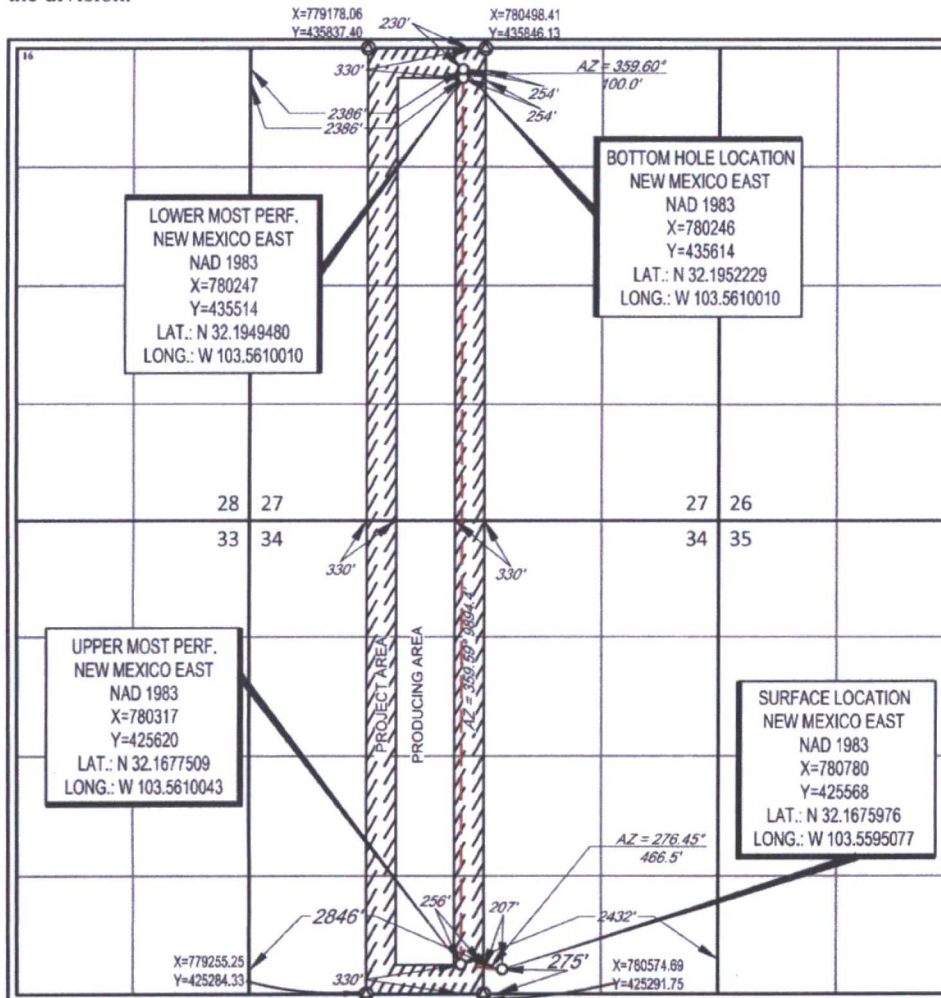 the division.
X=779178.06
Y=435837.40
230'
X=780498.41
Y=435846.13
16
330'
AZ = 359.60°
100.0'
254'
254'
2386'
2386'
BOTTOM HOLE LOCATION
NEW MEXICO EAST
NAD 1983
X=780246
Y=435614
LAT.: N 32.1952229
LONG.: W 103.5610010
LOWER MOST PERF.
NEW MEXICO EAST
NAD 1983
X=780247
Y=435514
LAT.: N 32.1949480
LONG.: W 103.5610010
28 27
33 34
27 26
34 35
330'
330'
PROJECT AREA
PRODUCING AREA
AZ = 359.59° 9894.4'
UPPER MOST PERF.
NEW MEXICO EAST
NAD 1983
X=780317
Y=425620
LAT.: N 32.1677509
LONG.: W 103.5610043
SURFACE LOCATION
NEW MEXICO EAST
NAD 1983
X=780780
Y=425568
LAT.: N 32.1675976
LONG.: W 103.5595077
AZ = 276.45°
466.5'
256'
207'
2846'
2432'
275'
330'
X=779255.25
Y=425284.33
X=780574.69
Y=425291.75